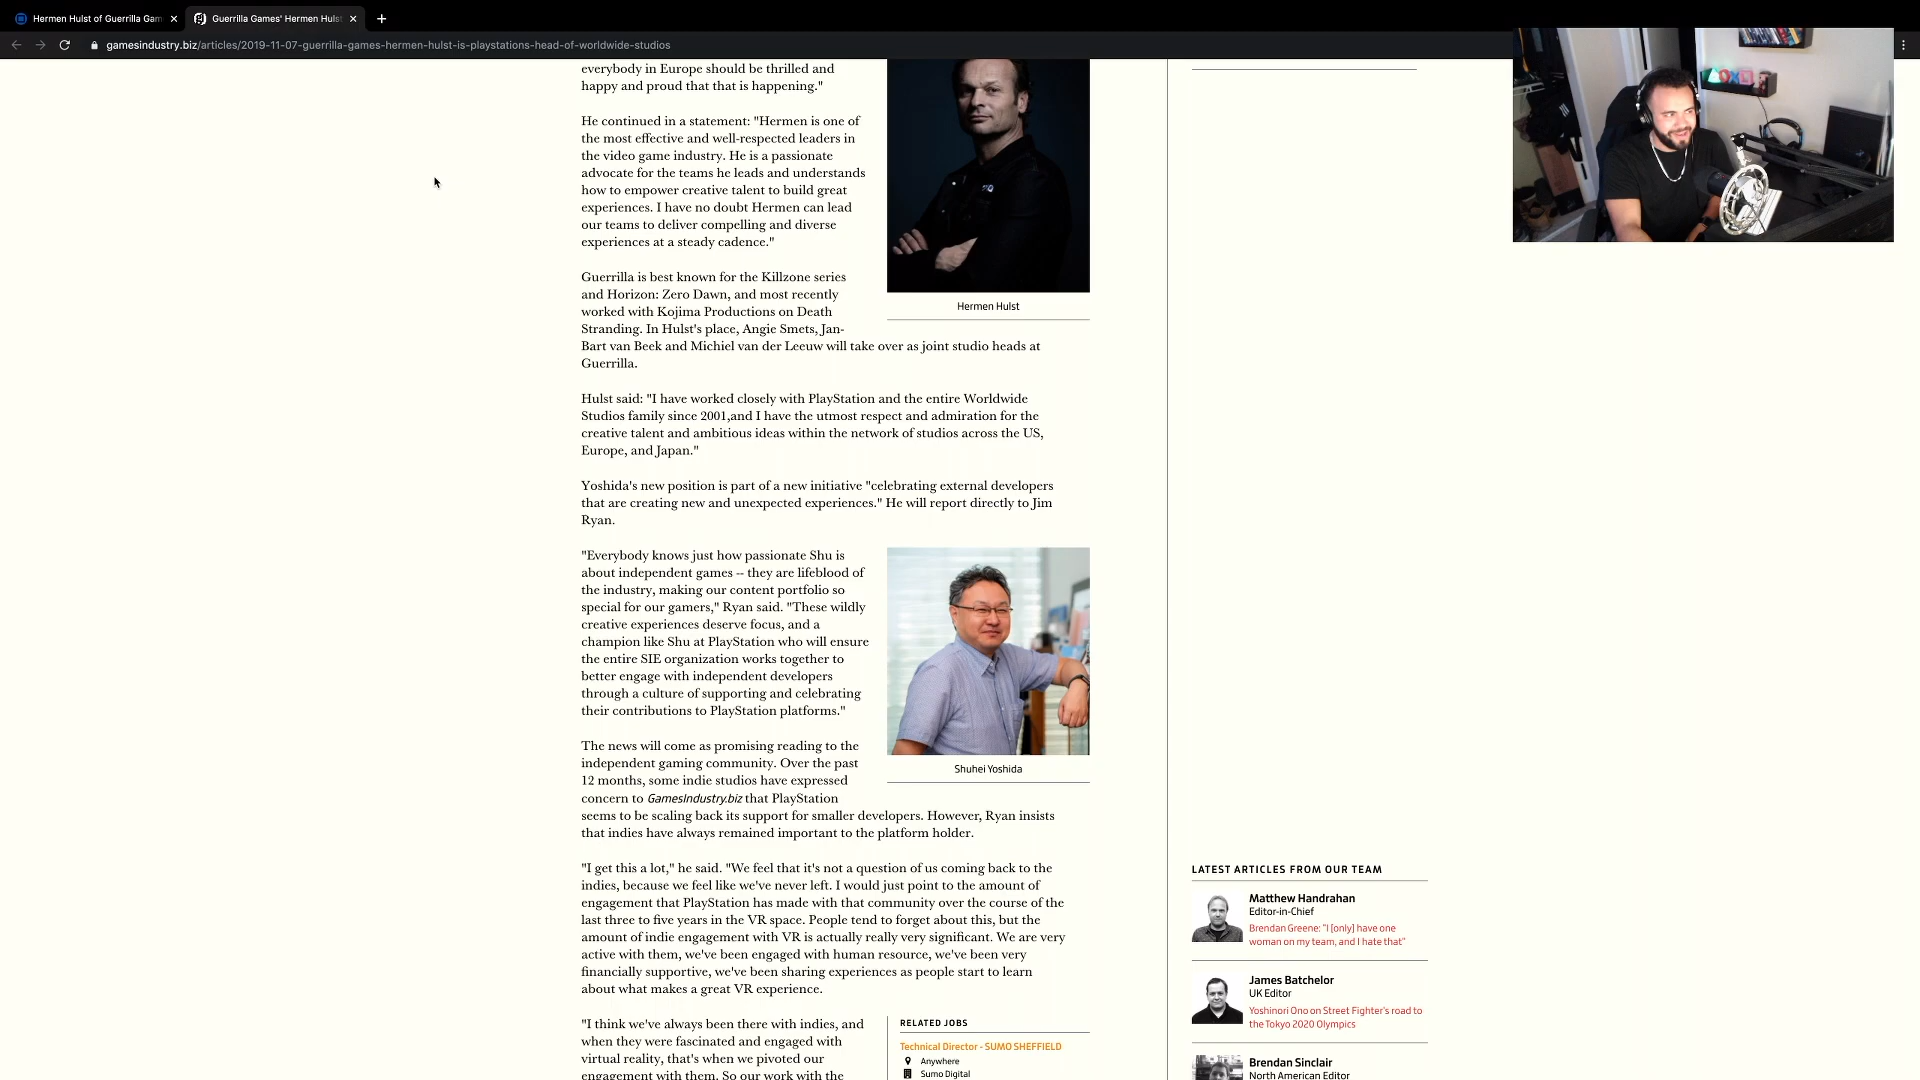 Hermen Hulst of Guerrilla Gam
Guerrilla Games' Hermen Hulst
gamesindustry.biz/articles/2019-11-07-guerrilla-games-hermen-hulst-is-playstations-head-of-worldwide-studios
everybody in Europe should be thrilled and
happy and proud that that is happening."
He continued in a statement: "Hermen is one of
the most effective and well-respected leaders in
the video game industry. He is a passionate
advocate for the teams he leads and understands
how to empower creative talent to build great
experiences. I have no doubt Hermen can lead
our teams to deliver compelling and diverse
experiences at a steady cadence."
Hermen Hulst
Guerrilla is best known for the Killzone series
and Horizon: Zero Dawn, and most recently
worked with Kojima Productions on Death
Stranding. In Hulst's place, Angie Smets, Jan-
Bart van Beek and Michiel van der Leeuw will take over as joint studio heads at
Guerrilla.
Hulst said: "I have worked closely with PlayStation and the entire Worldwide
Studios family since 2001,and I have the utmost respect and admiration for the
creative talent and ambitious ideas within the network of studios across the US,
Europe, and Japan."
Yoshida's new position is part of a new initiative "celebrating external developers
that are creating new and unexpected experiences." He will report directly to Jim
Ryan.
"Everybody knows just how passionate Shu is
about independent games -- they are lifeblood of
the industry, making our content portfolio so
special for our gamers," Ryan said. "These wildly
creative experiences deserve focus, and a
champion like Shu at PlayStation who will ensure
the entire SIE organization works together to
better engage with independent developers
through a culture of supporting and celebrating
their contributions to PlayStation platforms."
Shuhei Yoshida
The news will come as promising reading to the
independent gaming community. Over the past
12 months, some indie studios have expressed
concern to GamesIndustry.biz that PlayStation
seems to be scaling back its support for smaller developers. However, Ryan insists
that indies have always remained important to the platform holder.
"I get this a lot," he said. "We feel that it's not a question of us coming back to the
indies, because we feel like we've never left. I would just point to the amount of
engagement that PlayStation has made with that community over the course of the
last three to five years in the VR space. People tend to forget about this, but the
amount of indie engagement with VR is actually really very significant. We are very
active with them, we've been engaged with human resource, we've been very
financially supportive, we've been sharing experiences as people start to learn
about what makes a great VR experience.
"I think we've always been there with indies, and
when they were fascinated and engaged with
virtual reality, that's when we pivoted our
engagement with them. So our work with the
RELATED JOBS
Technical Director - SUMO SHEFFIELD
Anywhere
Sumo Digital
LATEST ARTICLES FROM OUR TEAM
Matthew Handrahan
Editor-in-Chief
Brendan Greene: "I [only] have one
woman on my team, and I hate that"
James Batchelor
UK Editor
Yoshinori Ono on Street Fighter's road to
the Tokyo 2020 Olympics
Brendan Sinclair
North American Editor